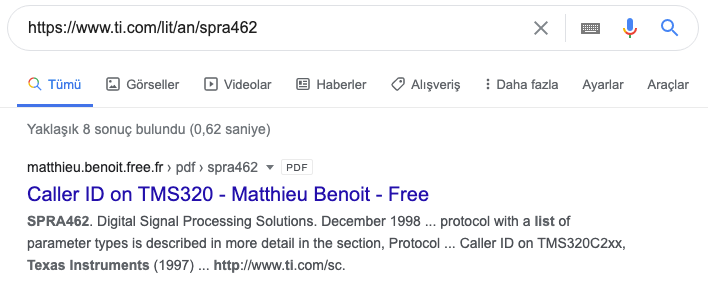 https://www.ti.com/lit/an/spra462
Tümü Görseller Videolar Haberler Alışveriş Daha fazla Ayarlar Araçlar
Yaklaşık 8 sonuç bulundu (0,62 saniye)
matthieu.benoit.free.fr › pdf › spra462 PDF
Caller ID on TMS320 - Matthieu Benoit - Free
SPRA462. Digital Signal Processing Solutions. December 1998 ... protocol with a list of
parameter types is described in more detail in the section, Protocol ... Caller ID on TMS320C2xx,
Texas Instruments (1997) ... http://www.ti.com/sc.